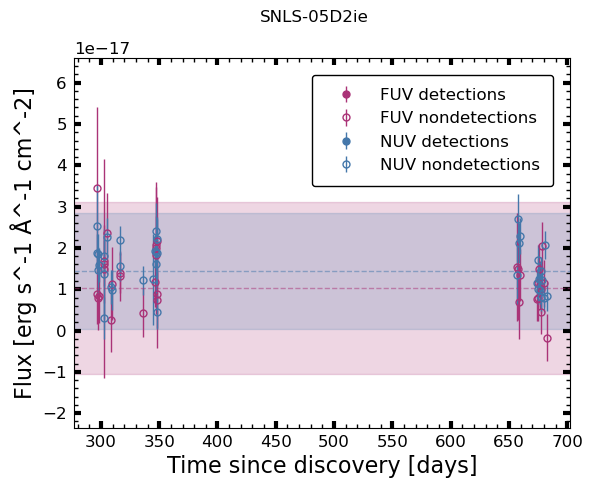 SNLS-05D2ie
1e−17
FUV detections
FUV nondetections
NUV detections
NUV nondetections
6
5
4
3
2
1
0
−1
−2
Flux [erg s^-1 Å^-1 cm^-2]
300 350 400 450 500 550 600 650 700
Time since discovery [days]